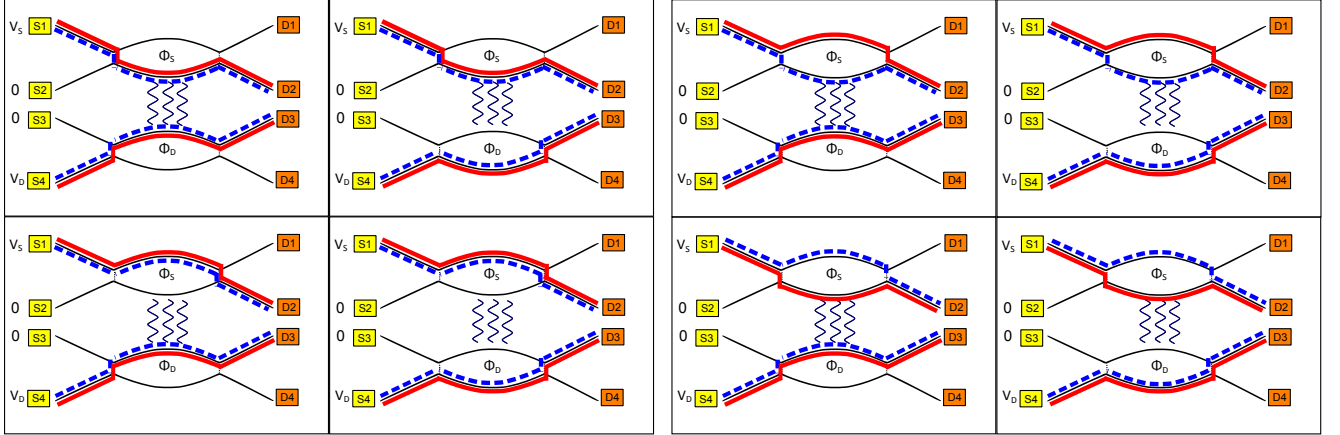 V_S S1 D1 V_S S1 D1 V_S S1 D1 V_S S1 D1
Φ_S Φ_S Φ_S Φ_S
0 S2 D2 0 S2 D2 0 S2 D2 0 S2 D2
0 S3 D3 0 S3 D3 0 S3 D3 0 S3 D3
Φ_D Φ_D Φ_D Φ_D
V_D S4 D4 V_D S4 D4 V_D S4 D4 V_D S4 D4
V_S S1 D1 V_S S1 D1 V_S S1 D1 V_S S1 D1
Φ_S Φ_S Φ_S Φ_S
0 S2 D2 0 S2 D2 0 S2 D2 0 S2 D2
0 S3 D3 0 S3 D3 0 S3 D3 0 S3 D3
Φ_D Φ_D Φ_D Φ_D
V_D S4 D4 V_D S4 D4 V_D S4 D4 V_D S4 D4